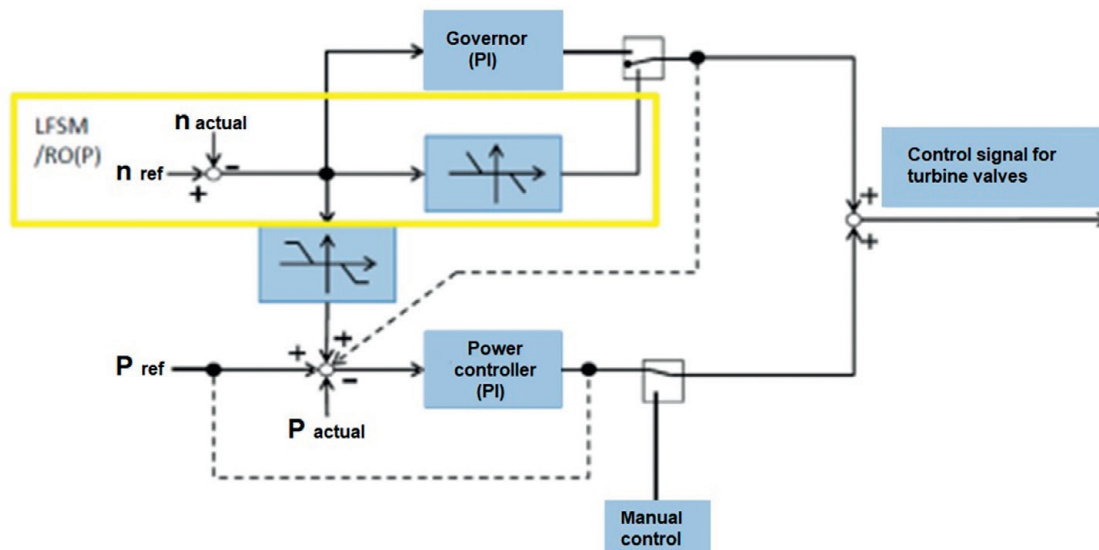 Governor
(PI)
LFSM
/RO(P)
n actual
n ref
-
+
Control signal for
turbine valves
+
+
+
+
-
P ref
Power
controller
(PI)
P actual
Manual
control